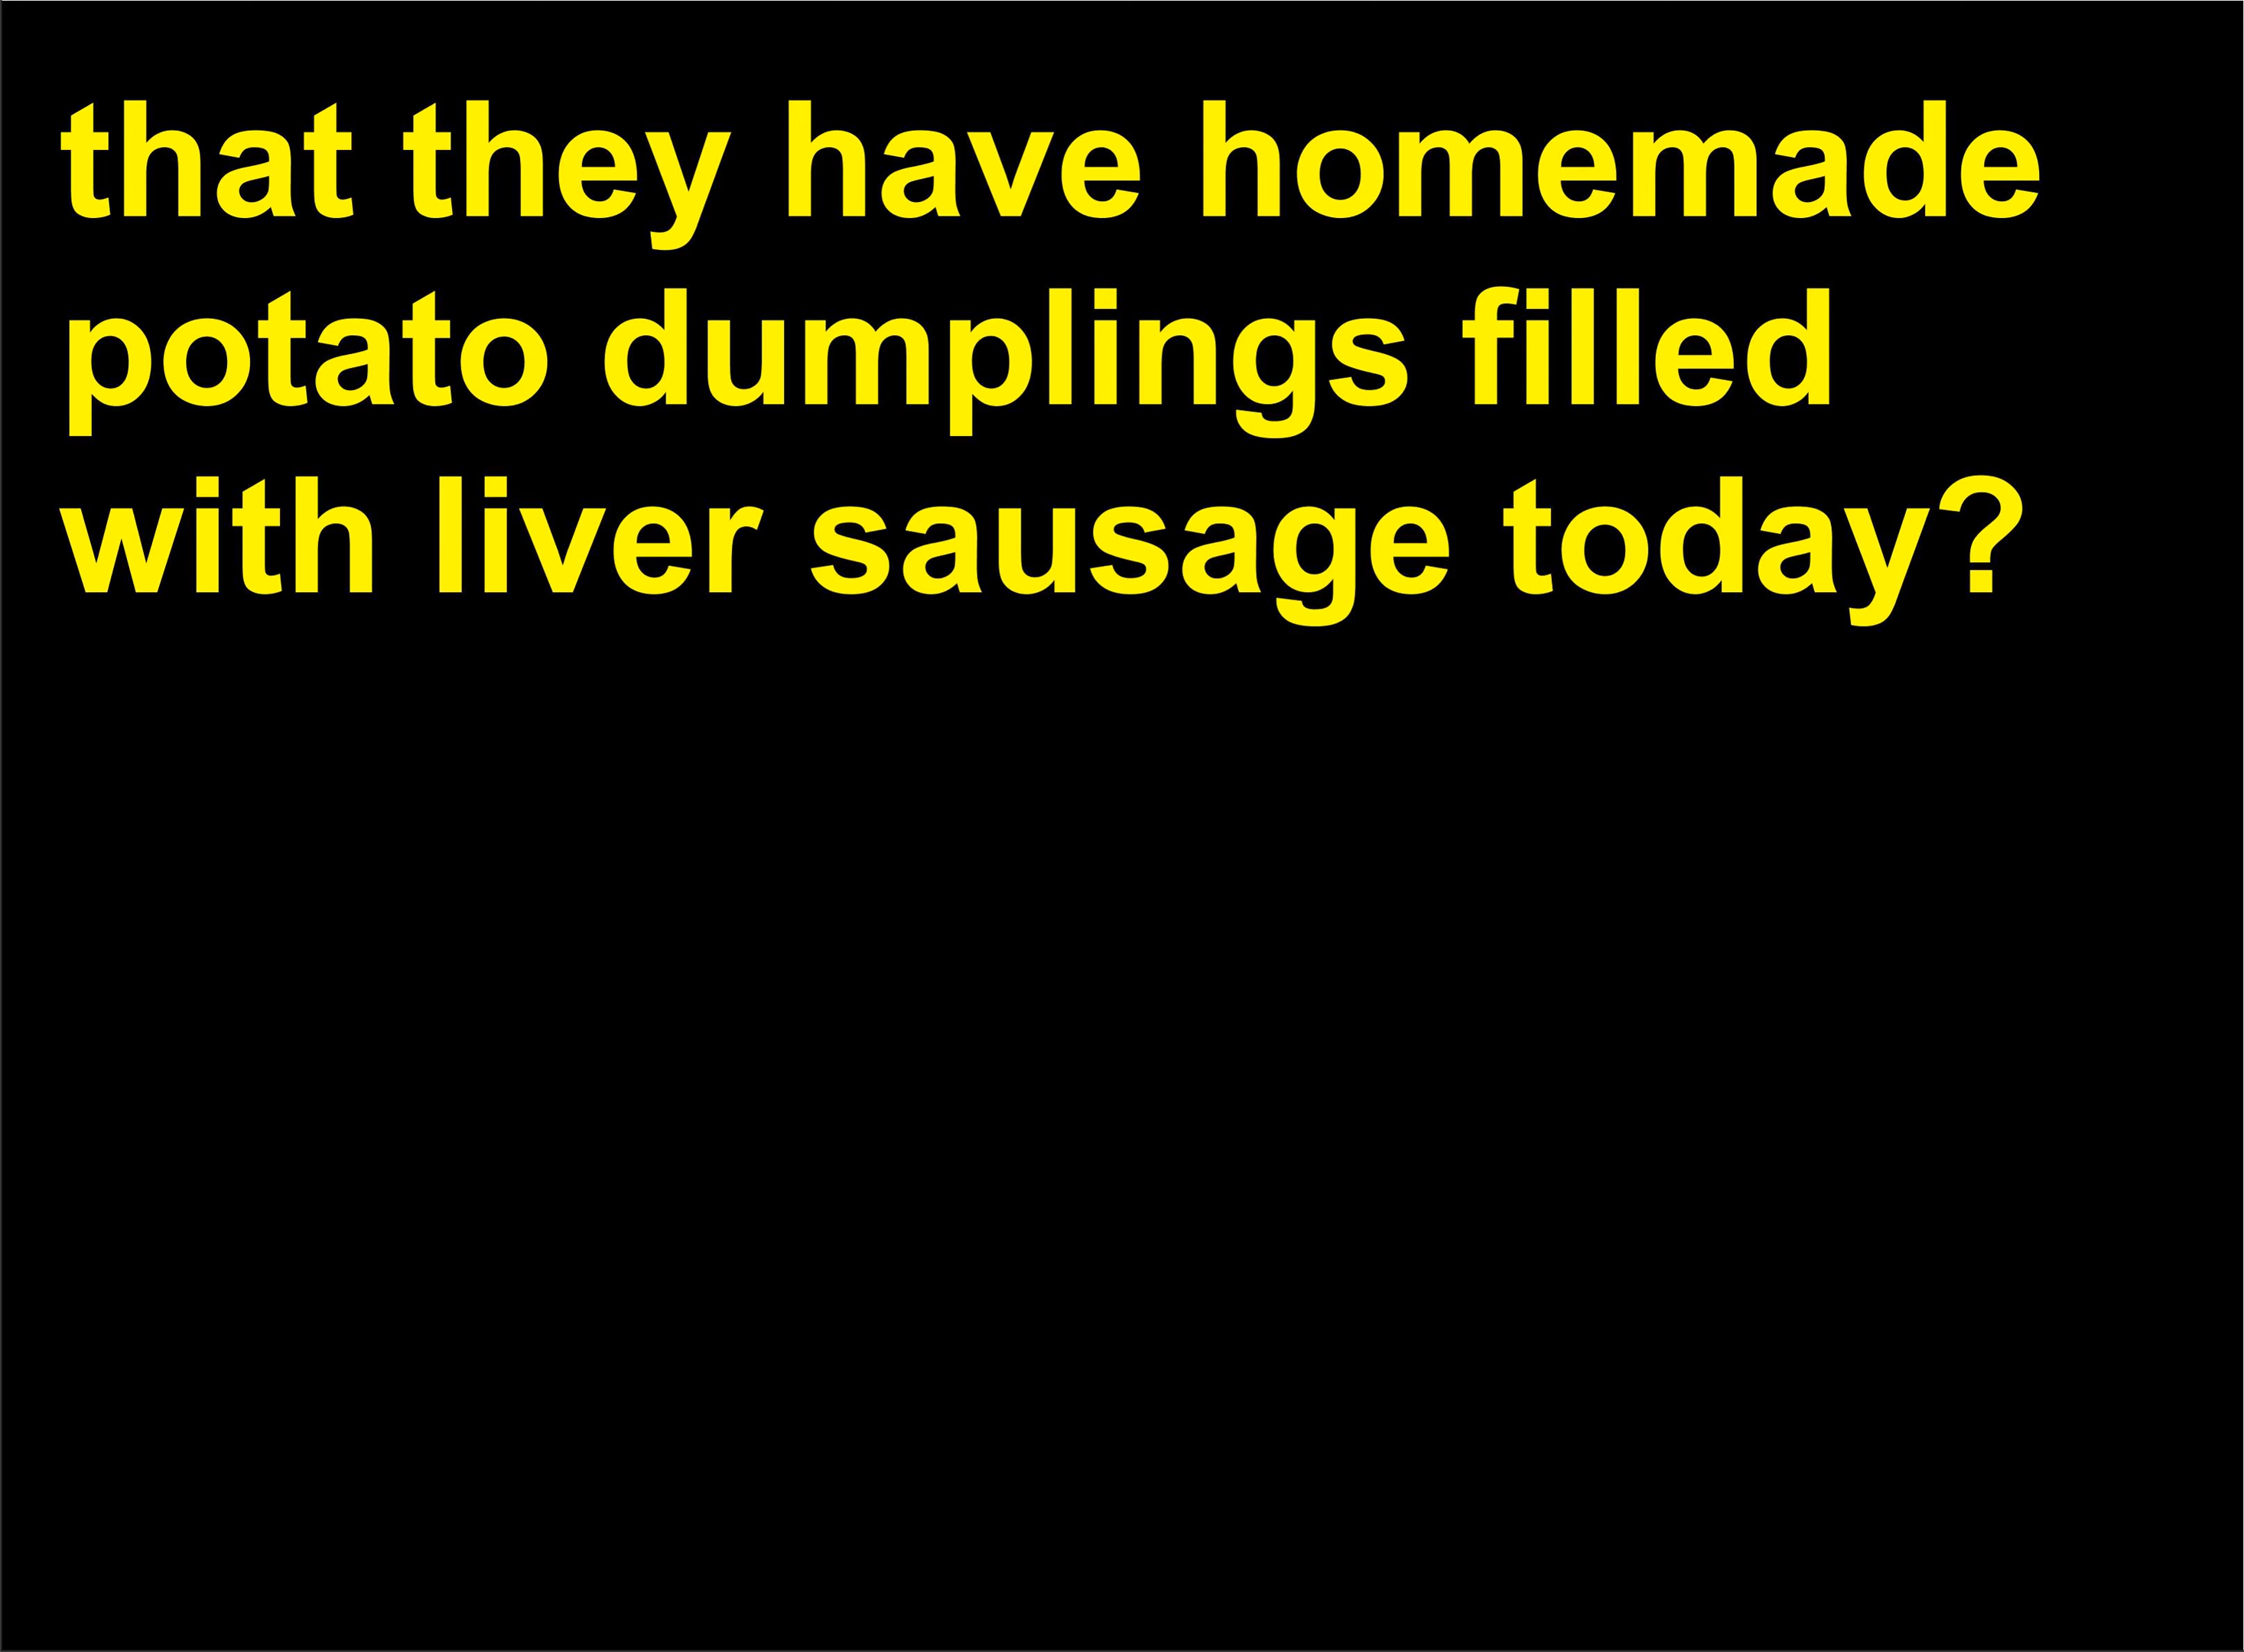 that they have homemade
potato dumplings filled
with liver sausage today?